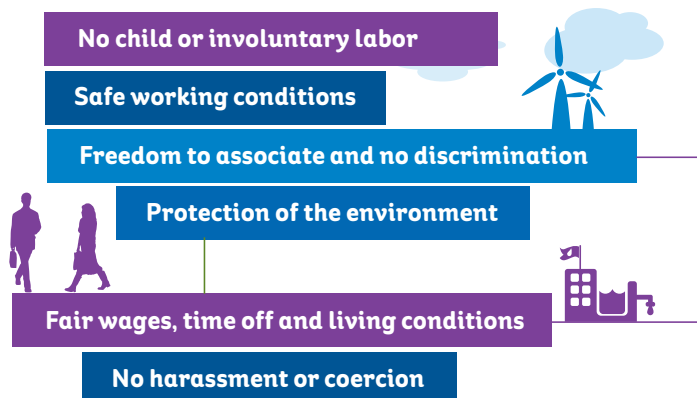 No child or involuntary labor
Safe working conditions
Freedom to associate and no discrimination
Protection of the environment
Fair wages, time off and living conditions
No harassment or coercion